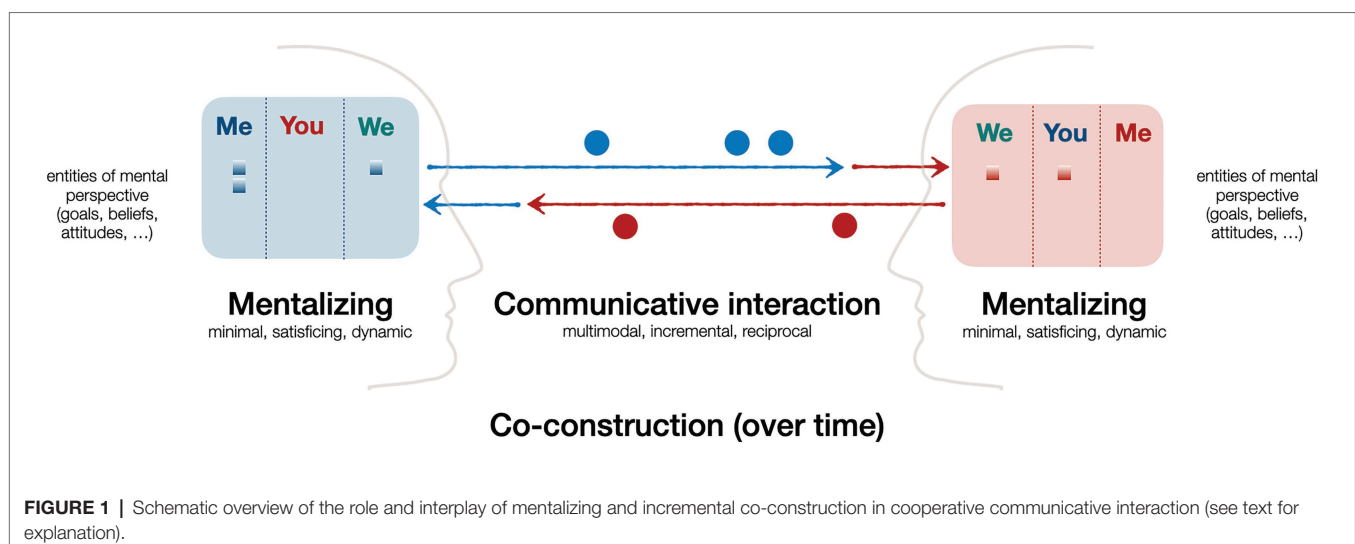 Me You We
We You Me
entities of mental
perspective
(goals, beliefs,
attitudes, …)
entities of mental
perspective
(goals, beliefs,
attitudes, …)
Mentalizing
minimal, satisficing, dynamic
Communicative interaction
multimodal, incremental, reciprocal
Mentalizing
minimal, satisficing, dynamic
Co-construction (over time)
FIGURE 1 | Schematic overview of the role and interplay of mentalizing and incremental co-construction in cooperative communicative interaction (see text for
explanation).